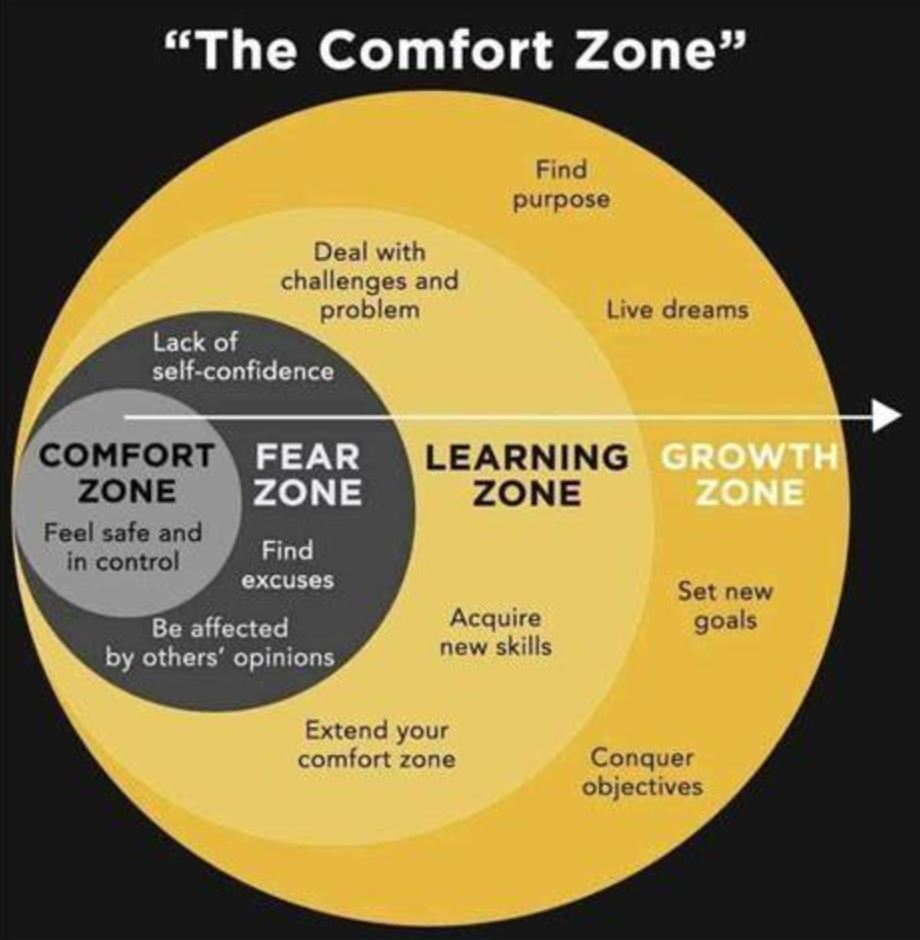 “The Comfort Zone”
Find
purpose
Deal with
challenges and
problem
Live dreams
Lack of
self-confidence
COMFORT
ZONE
Feel safe and
in control
FEAR
ZONE
Find
excuses
Be affected
by others’ opinions
LEARNING
ZONE
Acquire
new skills
Extend your
comfort zone
GROWTH
ZONE
Set new
goals
Conquer
objectives